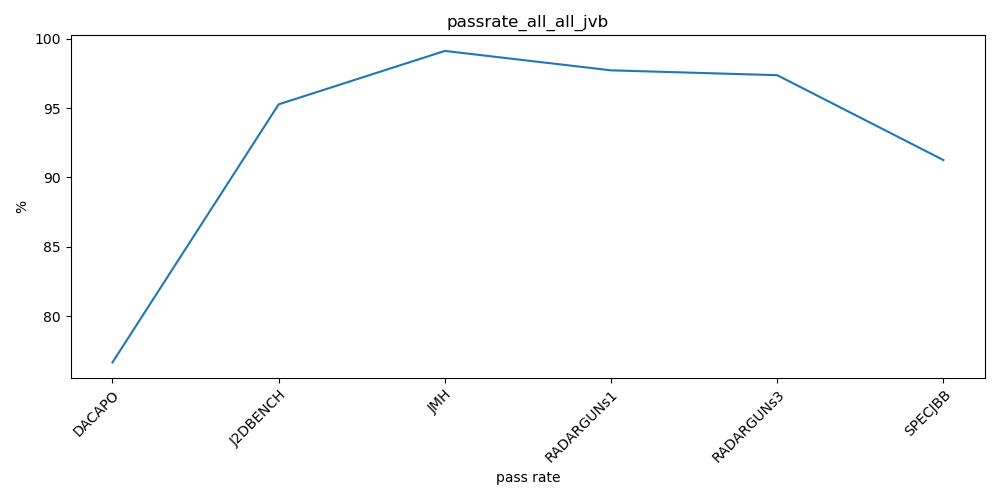 passrate_all_all_jvb
%
100
95
90
85
80
DACAPO
J2DBENCH
JMH
RADARGUNs1
RADARGUNs3
SPECJBB
pass rate